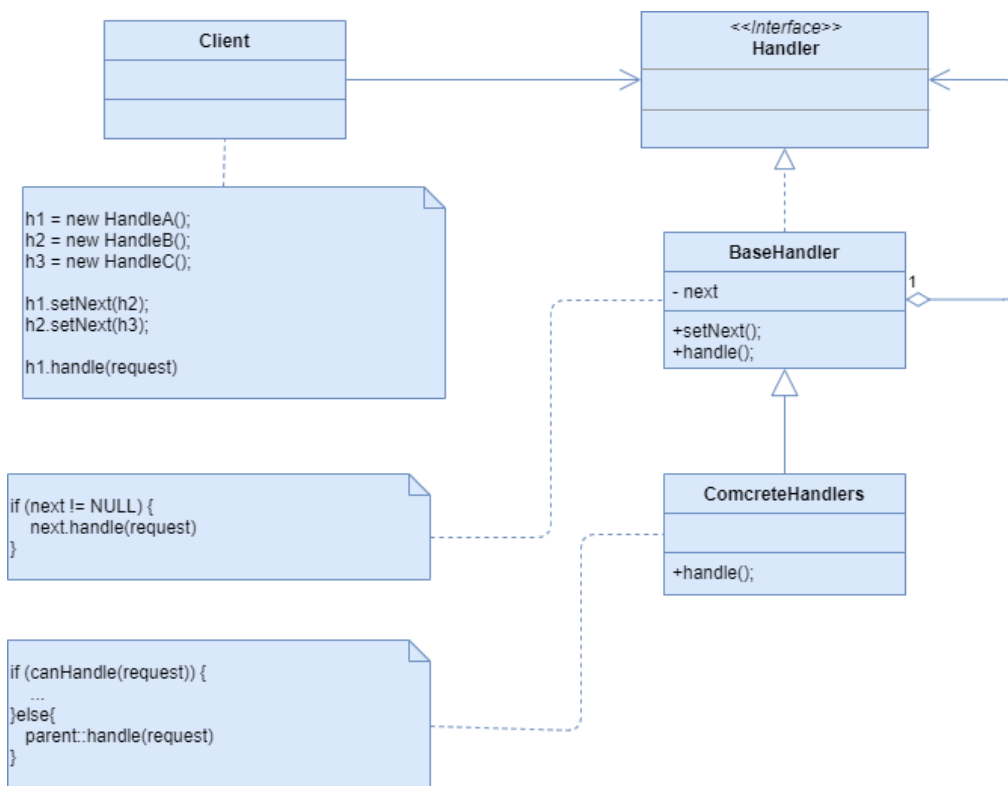 Client
<<Interface>>
Handler
h1 = new HandleA();
h2 = new HandleB();
h3 = new HandleC();
h1.setNext(h2);
h2.setNext(h3);
h1.handle(request)
BaseHandler
- next
1
+setNext();
+handle();
if (next != NULL) {
next.handle(request)
}
ComcreteHandlers
+handle();
if (canHandle(request)) {
...
}else{
parent::handle(request)
}